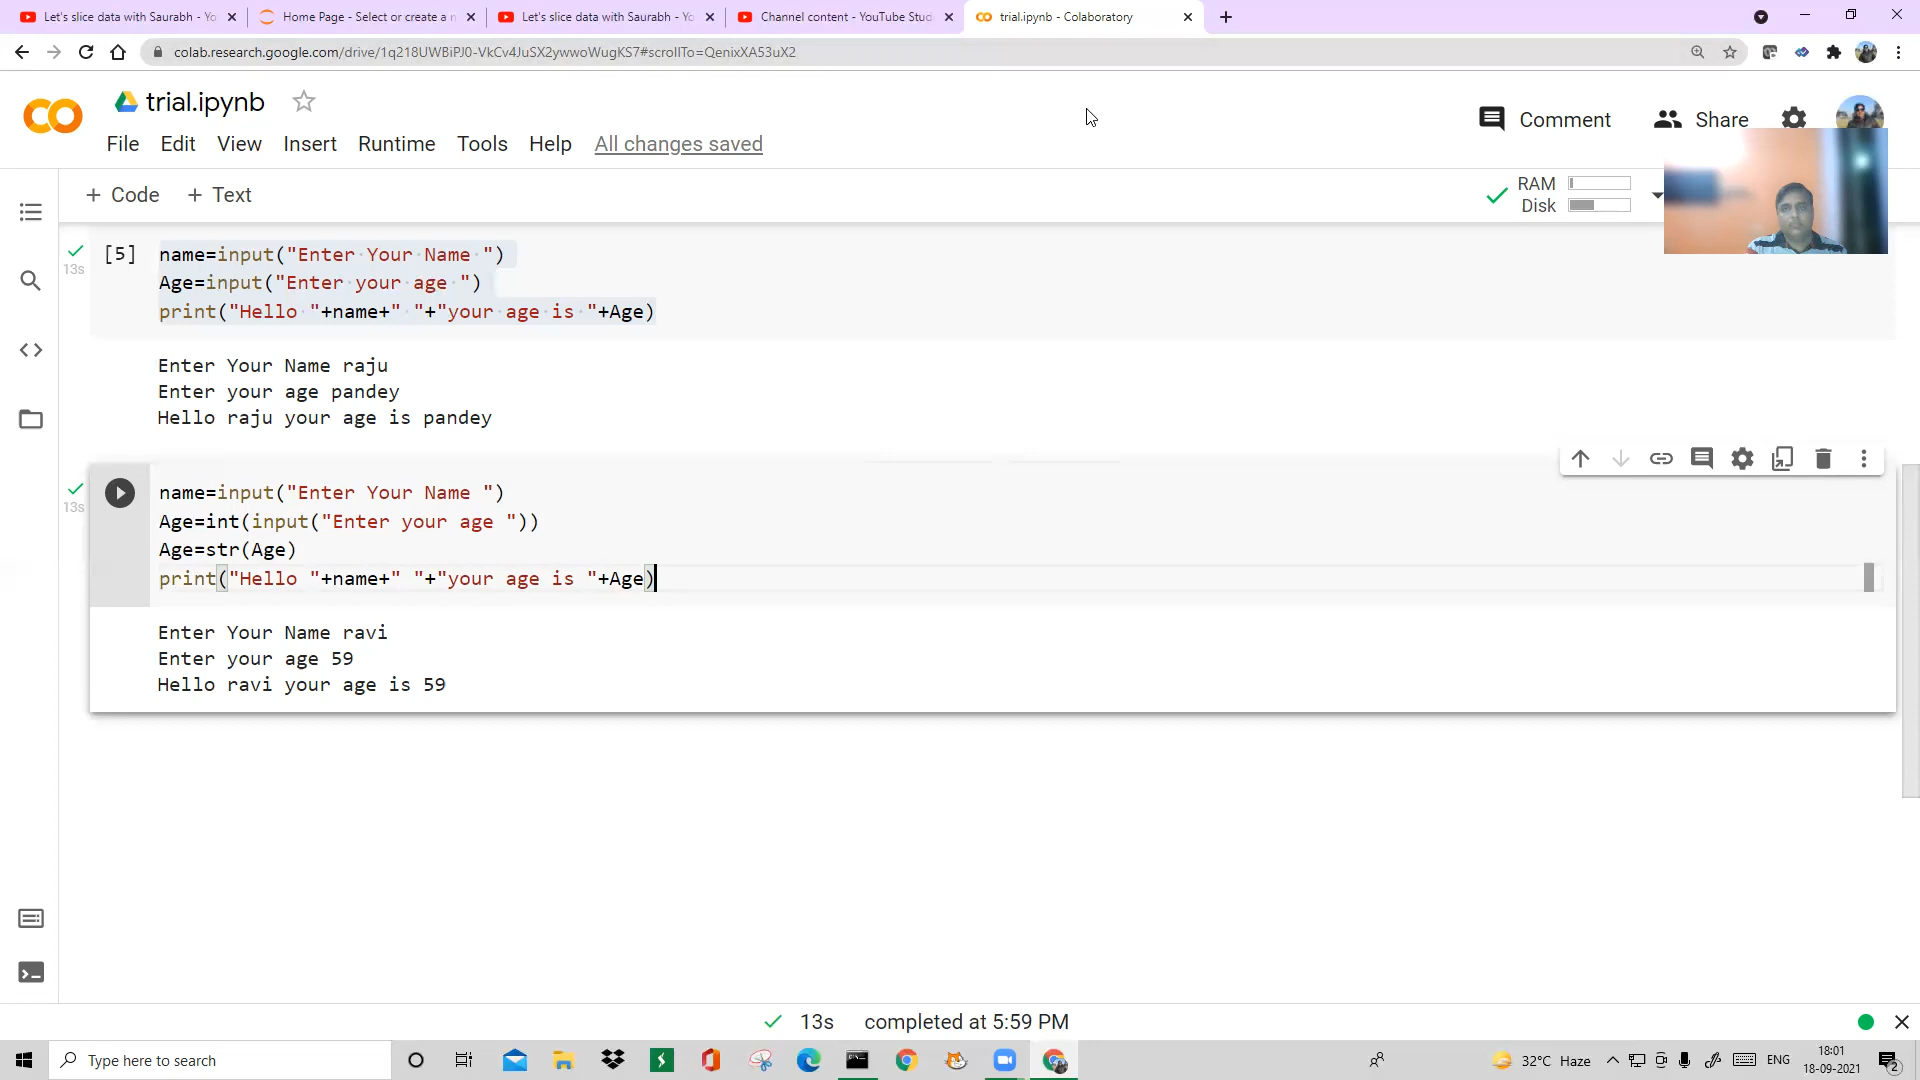 Let's slice data with Saurabh - Yo
Home Page - Select or create a n
Let's slice data with Saurabh - Yo
Channel content - YouTube Stud
trial.ipynb - Colaboratory
colab.research.google.com/drive/1q218UWBiPJ0-VkCv4JuSX2ywwoWugKS7#scrollTo=QenixXA53uX2
trial.ipynb
File Edit View Insert Runtime Tools Help All changes saved
Comment Share
+ Code + Text
RAM
Disk
[5] name=input("Enter Your Name ")
13s
Age=input("Enter your age ")
print("Hello "+name+" "+"your age is "+Age)
Enter Your Name raju
Enter your age pandey
Hello raju your age is pandey
name=input("Enter Your Name ")
13s
Age=int(input("Enter your age "))
Age=str(Age)
print("Hello "+name+" "+"your age is "+Age)
Enter Your Name ravi
Enter your age 59
Hello ravi your age is 59
13s completed at 5:59 PM
Type here to search
32°C Haze
ENG
18:01
18-09-2021
2